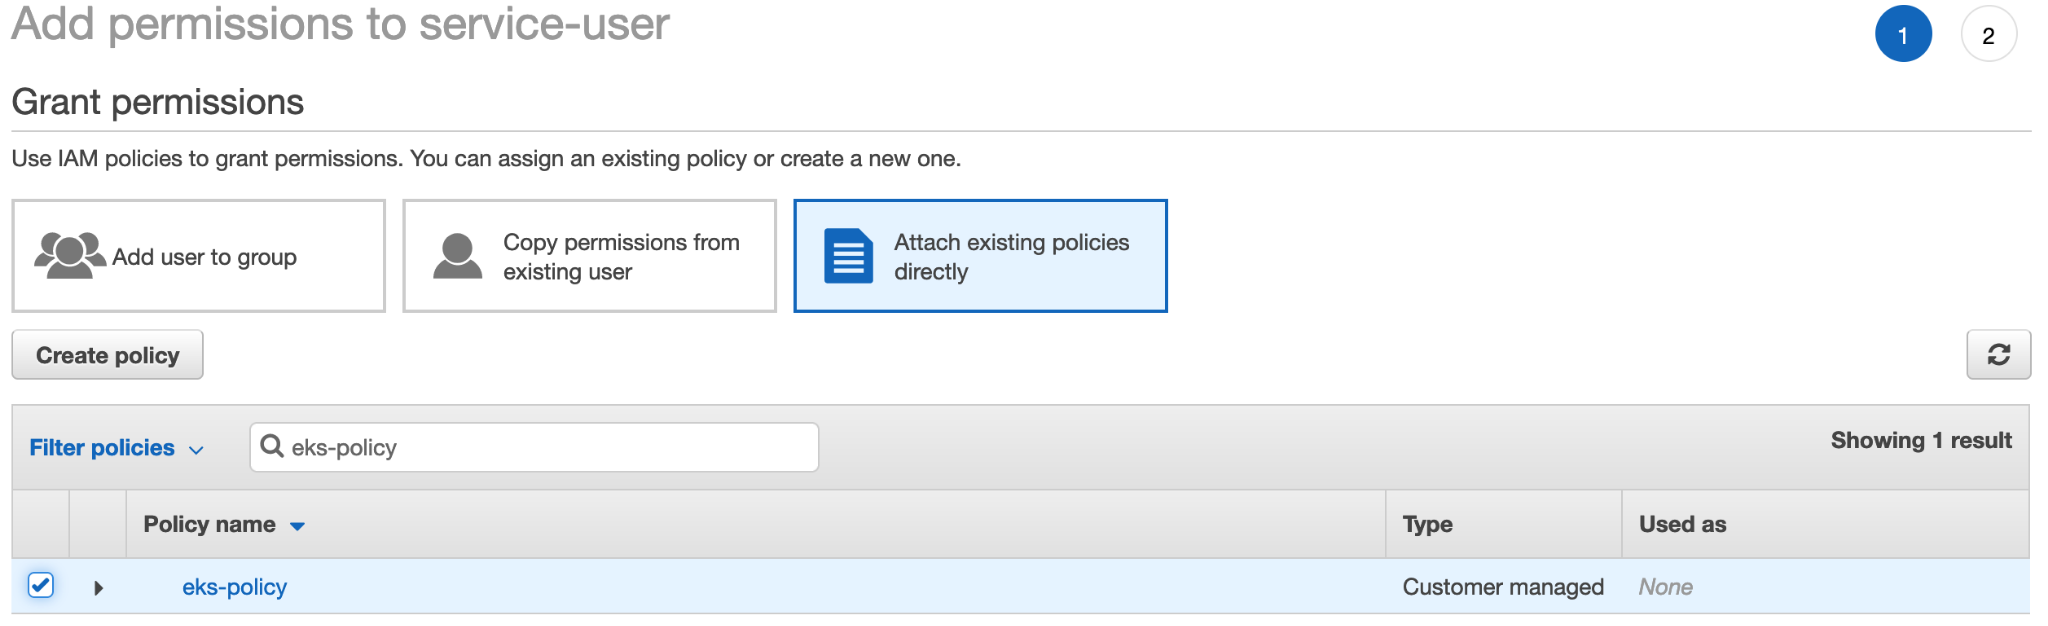 Add permissions to service-user
1
2
Grant permissions
Use IAM policies to grant permissions. You can assign an existing policy or create a new one.
Add user to group
Copy permissions from
existing user
Attach existing policies
directly
Create policy
Filter policies
eks-policy
Showing 1 result
Policy name
Type
Used as
eks-policy
Customer managed
None